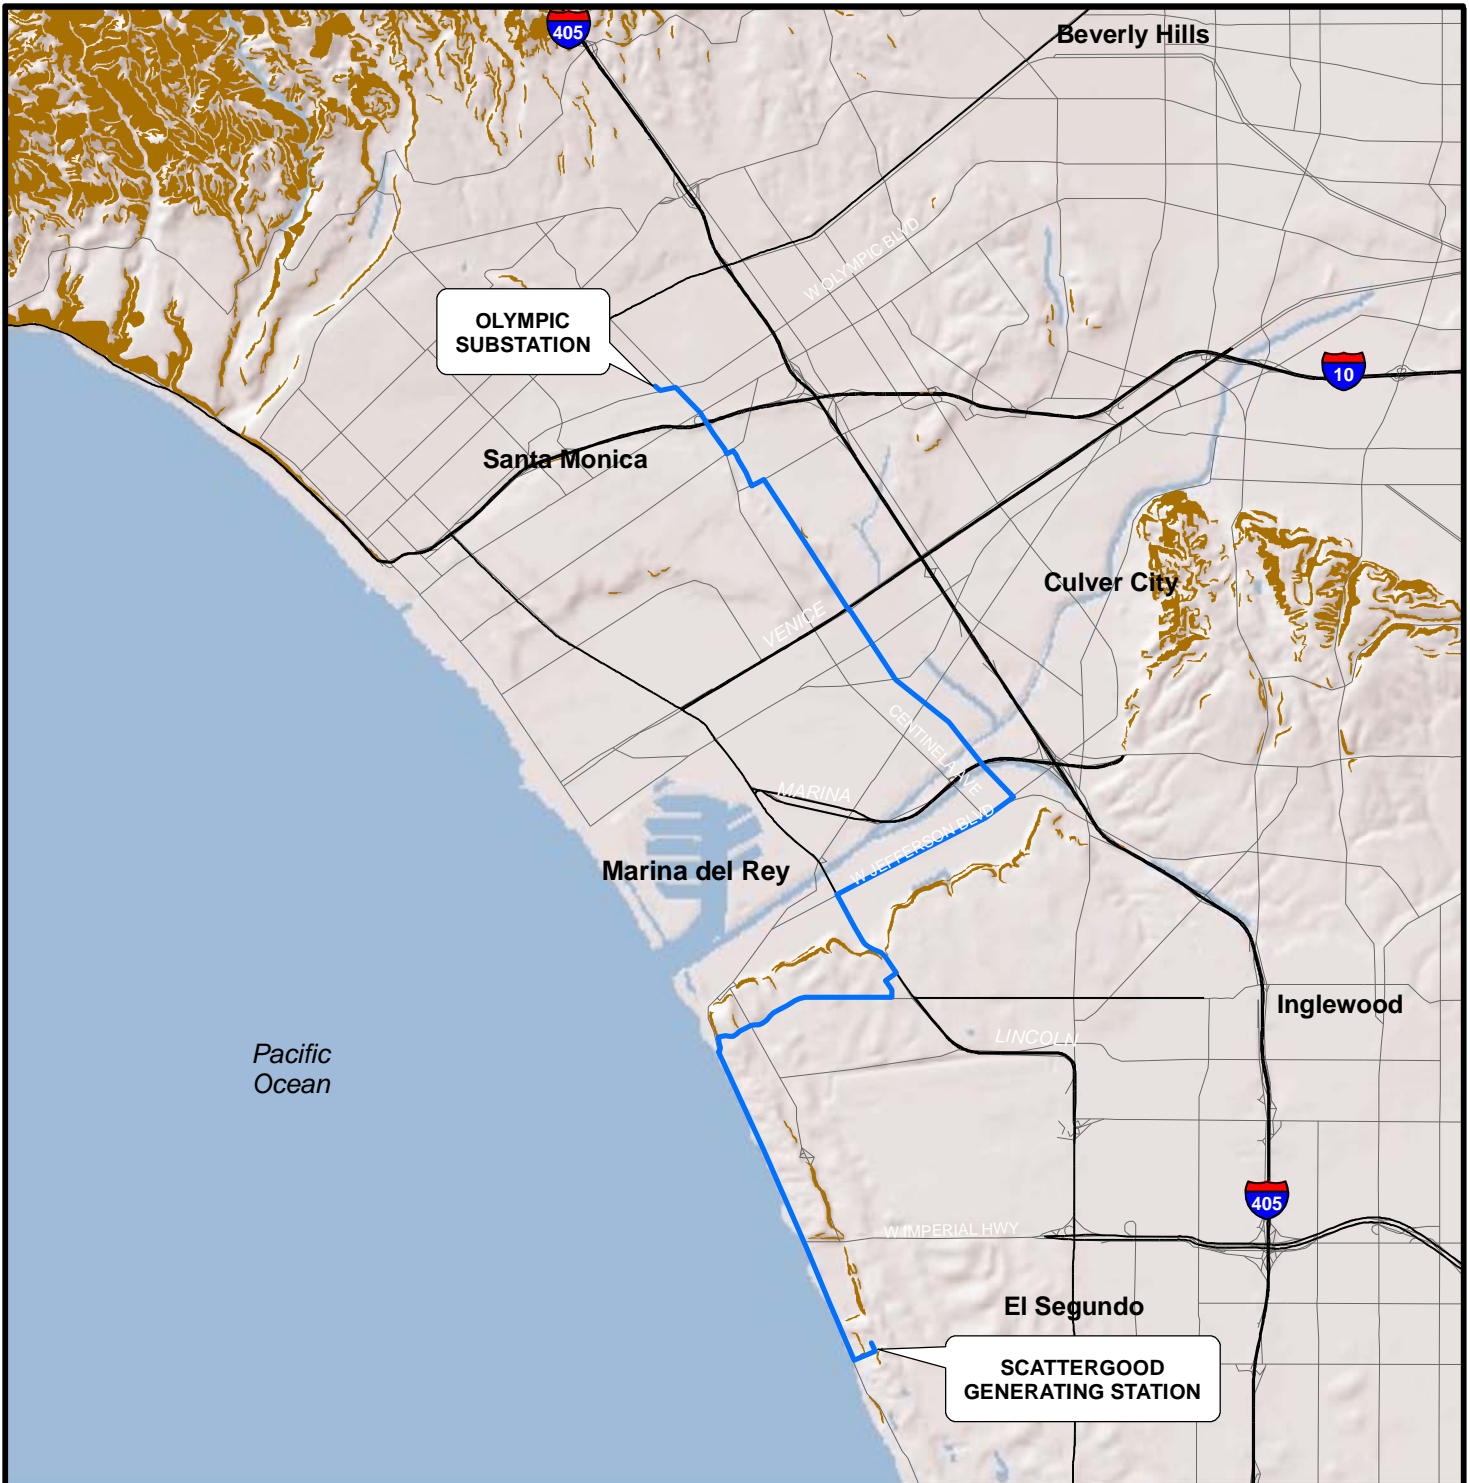 405
Beverly Hills
W OLYMPIC BLVD
OLYMPIC
SUBSTATION
10
Santa Monica
Culver City
VENICE
CENTINELA AVE
MARINA
W JEFFERSON BLVD
Marina del Rey
Inglewood
LINCOLN
Pacific
Ocean
405
W IMPERIAL HWY
El Segundo
SCATTERGOOD
GENERATING STATION